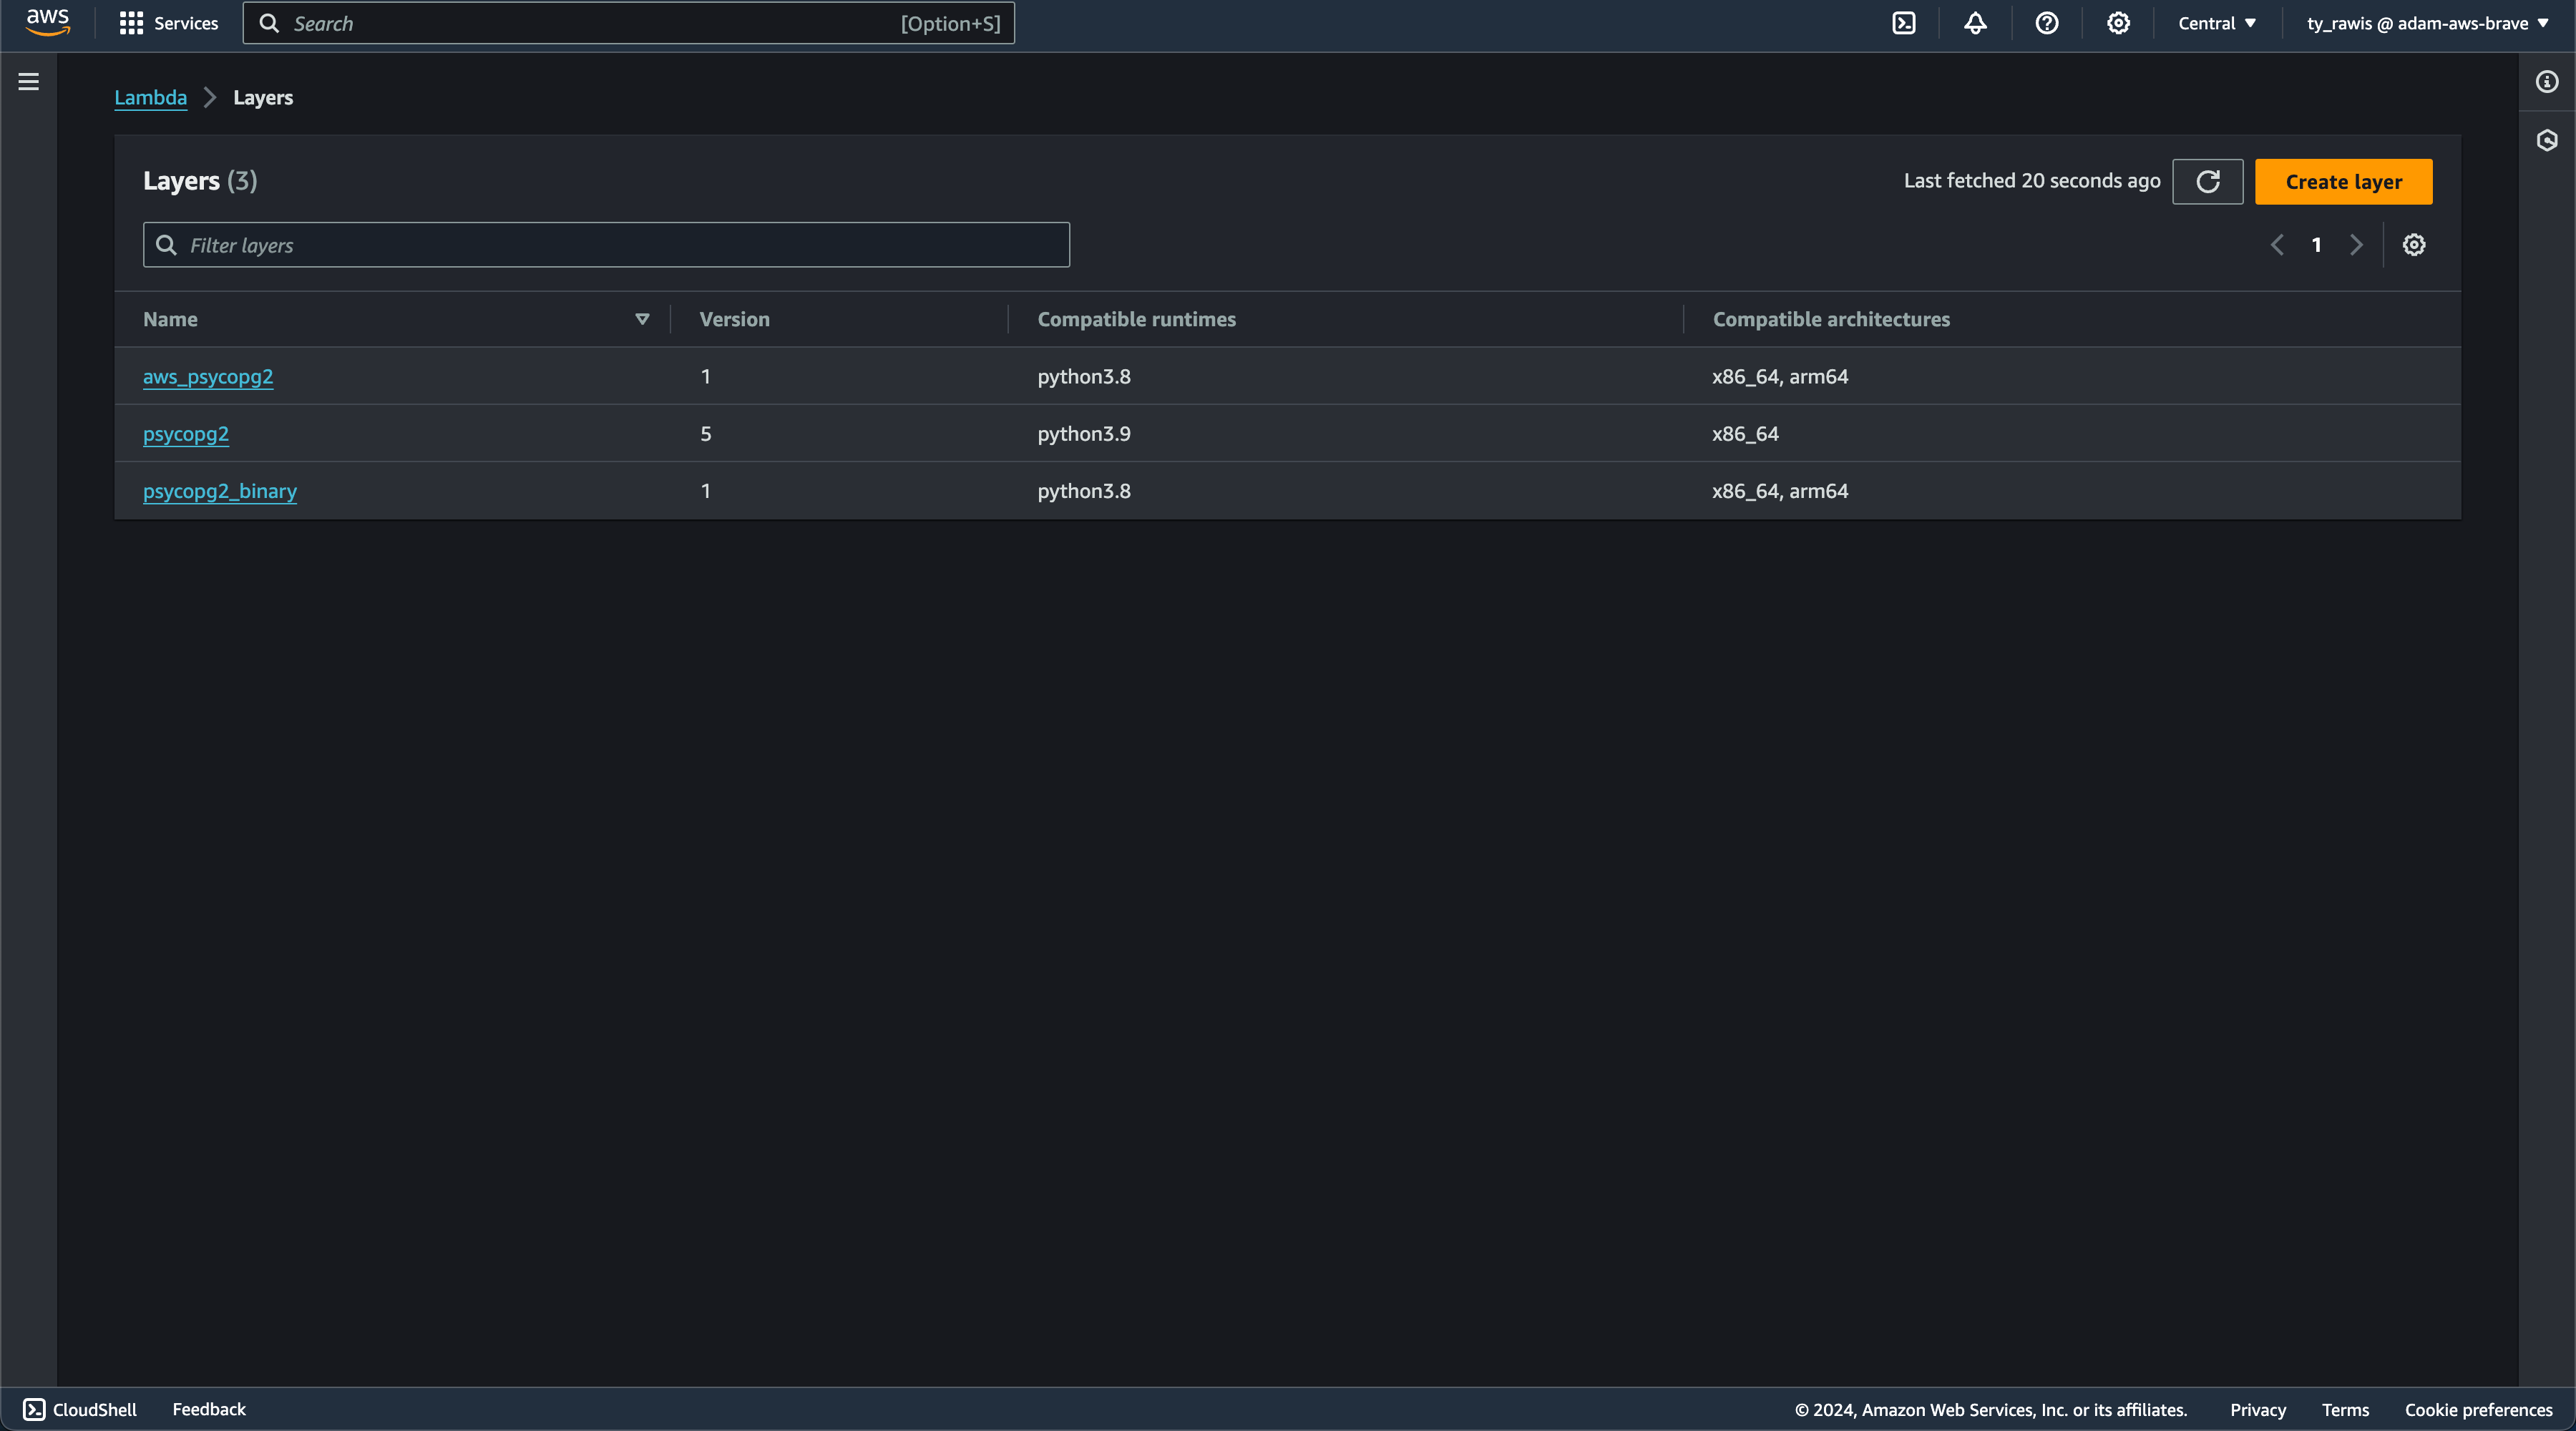 aws Services Search [Option+S] Central ty_rawis @ adam-aws-brave
Lambda Layers
Layers (3) Last fetched 20 seconds ago Create layer
Filter layers 1
Name Version Compatible runtimes Compatible architectures
aws_psycopg2 1 python3.8 x86_64, arm64
psycopg2 5 python3.9 x86_64
psycopg2_binary 1 python3.8 x86_64, arm64
CloudShell Feedback © 2024, Amazon Web Services, Inc. or its affiliates. Privacy Terms Cookie preferences